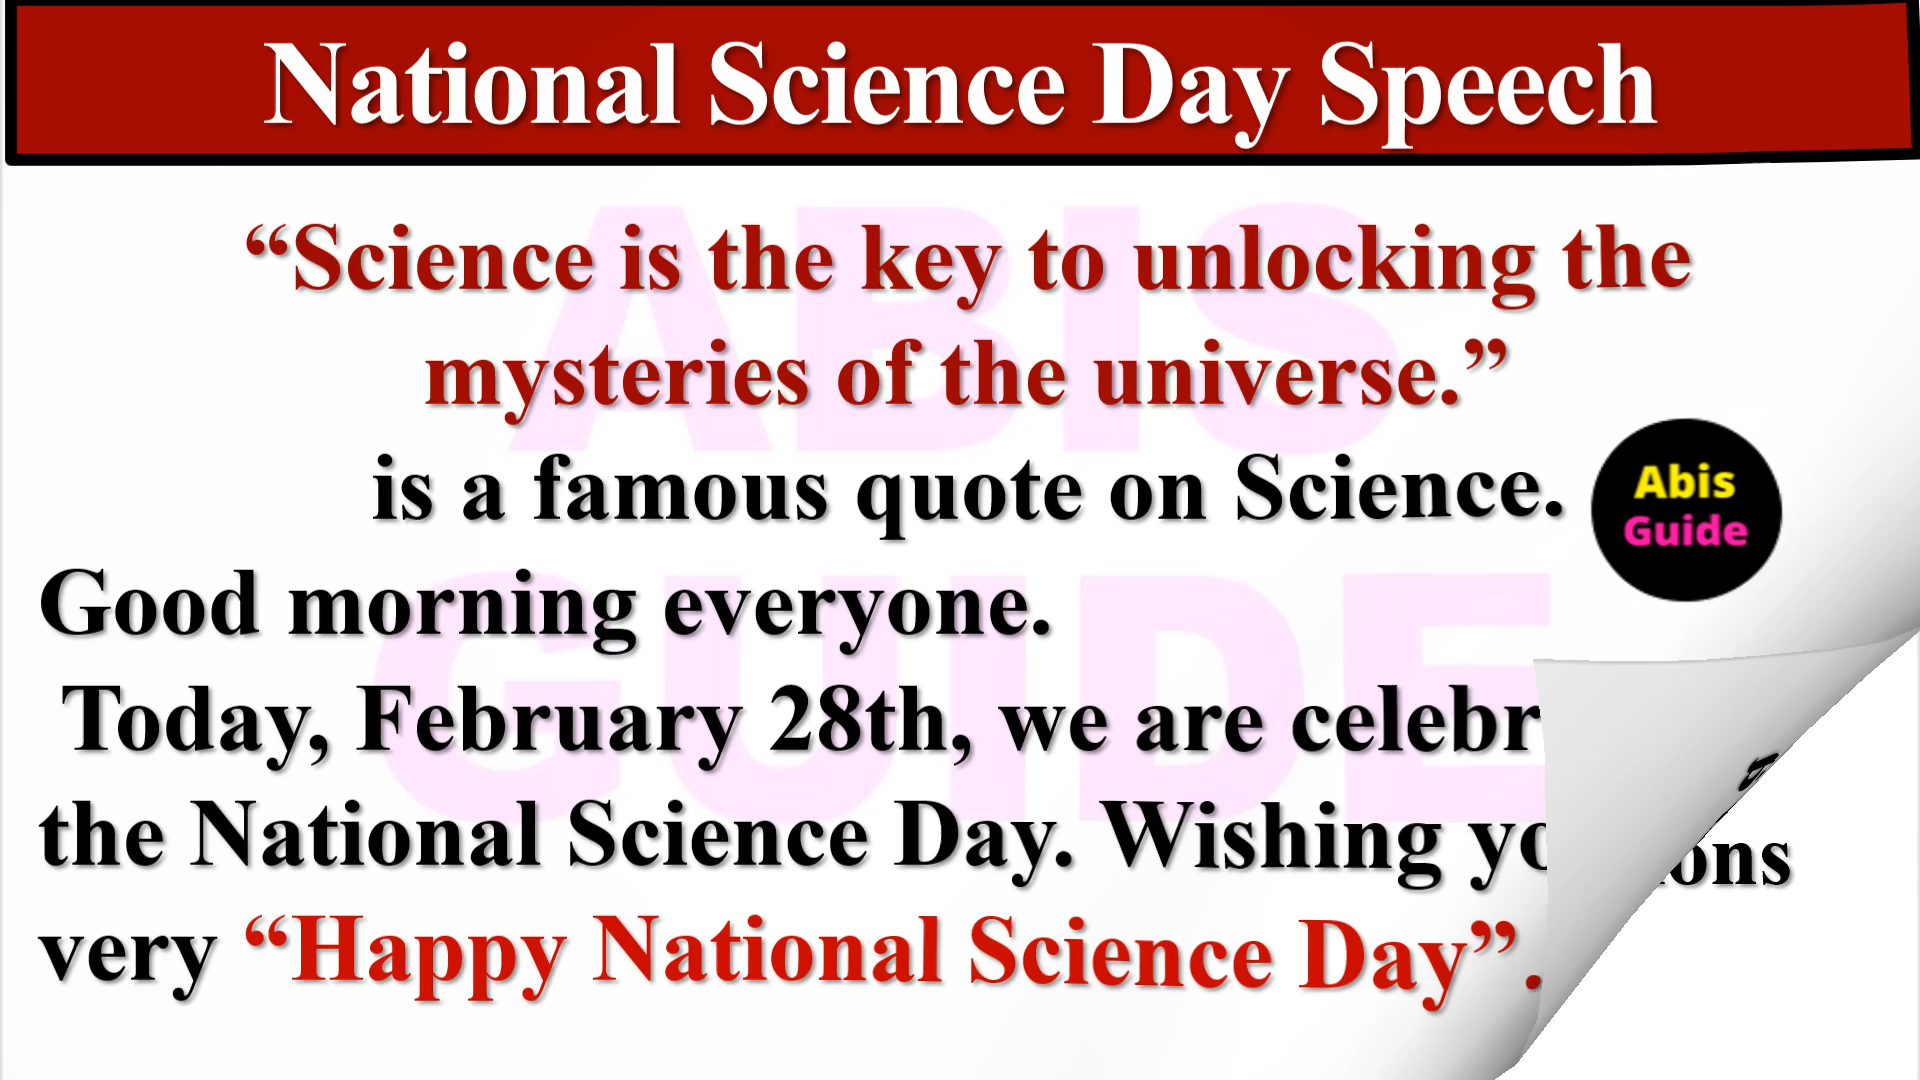 National Science Day Speech
“Science is the key to unlocking the
mysteries of the universe.”
is a famous quote on Science.
Abis
Guide
Good morning everyone.
Today, February 28th, we are
the National Science Day. Wishing
very “Happy National Science Day”.
ABIS
GUIDE